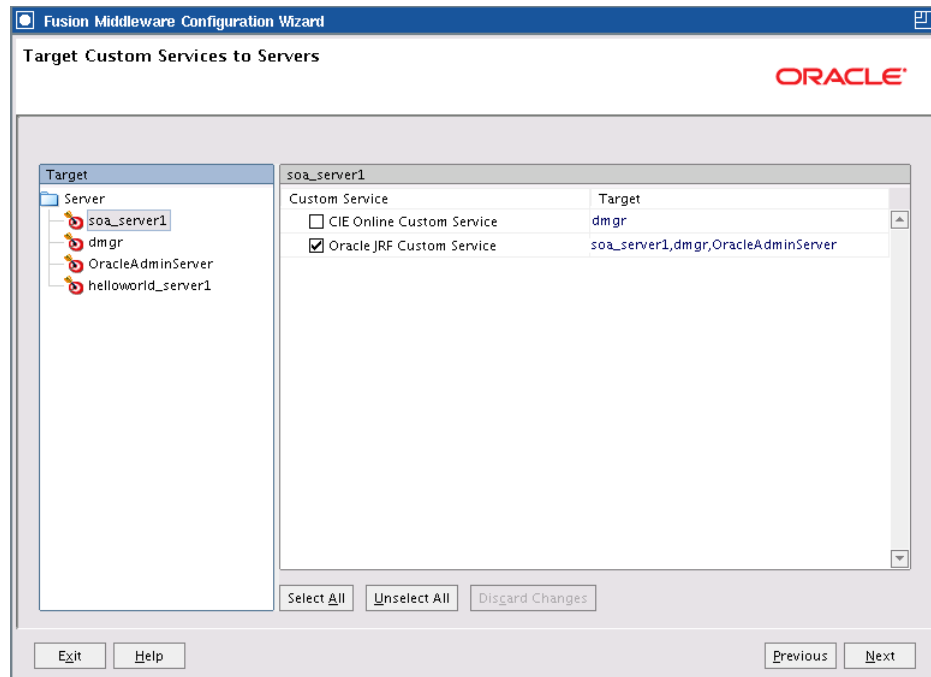 Fusion Middleware Configuration Wizard
Target Custom Services to Servers
ORACLE
Target
Server
soa_server1
dmgr
OracleAdminServer
helloworld_server1
soa_server1
Custom Service Target
CIE Online Custom Service dmgr
Oracle JRF Custom Service soa_server1,dmgr,OracleAdminServer
Select All Unselect All Discard Changes
Exit Help Previous Next